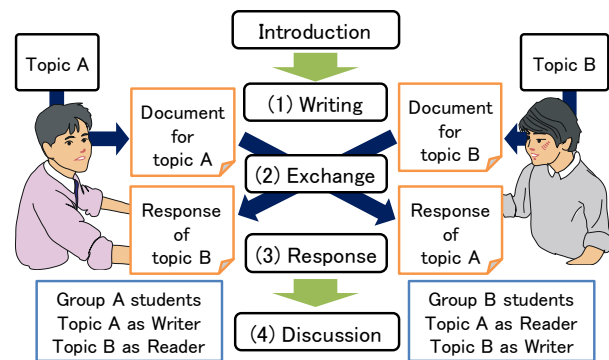 Introduction
Topic A
Topic B
(1) Writing
Document
for
topic A
Document
for
topic B
(2) Exchange
Response
of
topic B
Response
of
topic A
(3) Response
Group A students
Topic A as Writer
Topic B as Reader
Group B students
Topic A as Reader
Topic B as Writer
(4) Discussion